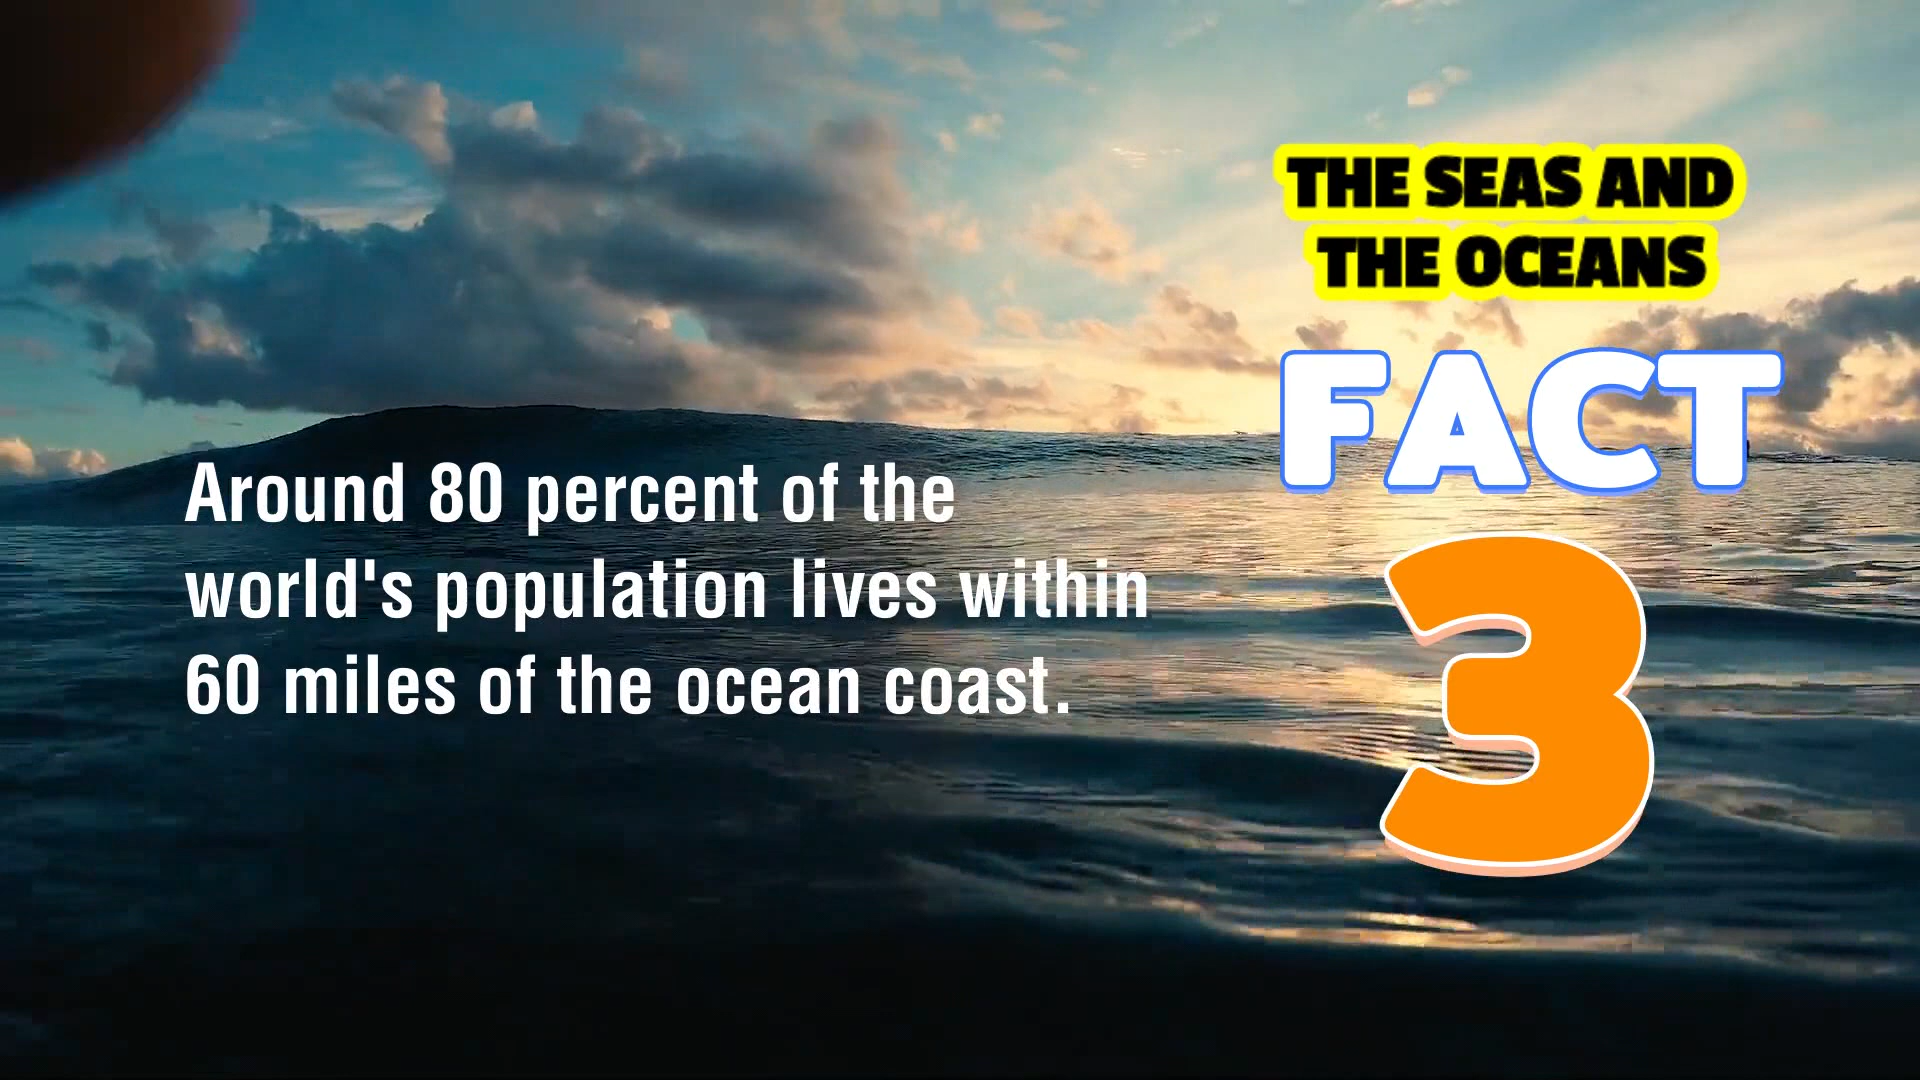 THE SEAS AND
THE OCEANS
FACT
3
Around 80 percent of the
world's population lives within
60 miles of the ocean coast.